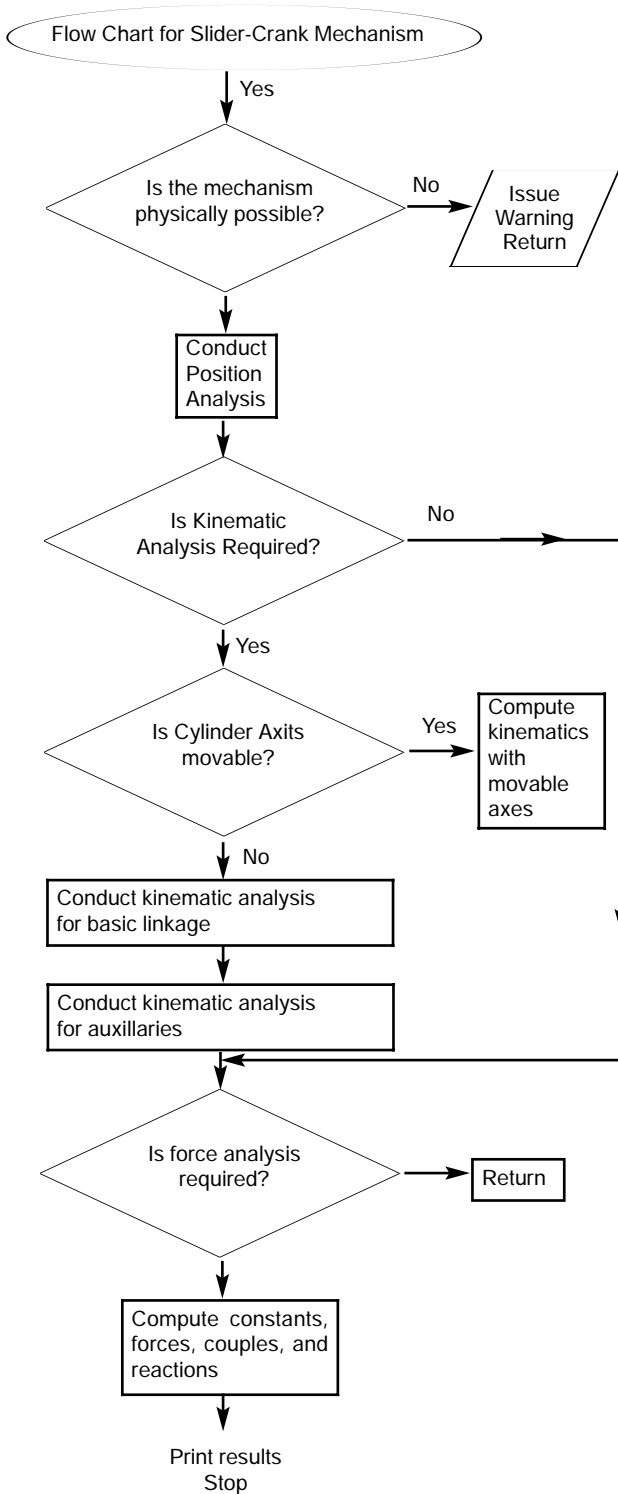 Flow Chart for Slider-Crank Mechanism
Yes
Is the mechanism
physically possible?
No
Issue
Warning
Return
Conduct
Position
Analysis
Is Kinematic
Analysis Required?
No
Yes
Is Cylinder Axits
movable?
Yes
Compute
kinematics
with
movable
axes
No
Conduct kinematic analysis
for basic linkage
Conduct kinematic analysis
for auxillaries
Is force analysis
required?
Return
Compute constants,
forces, couples, and
reactions
Print results
Stop